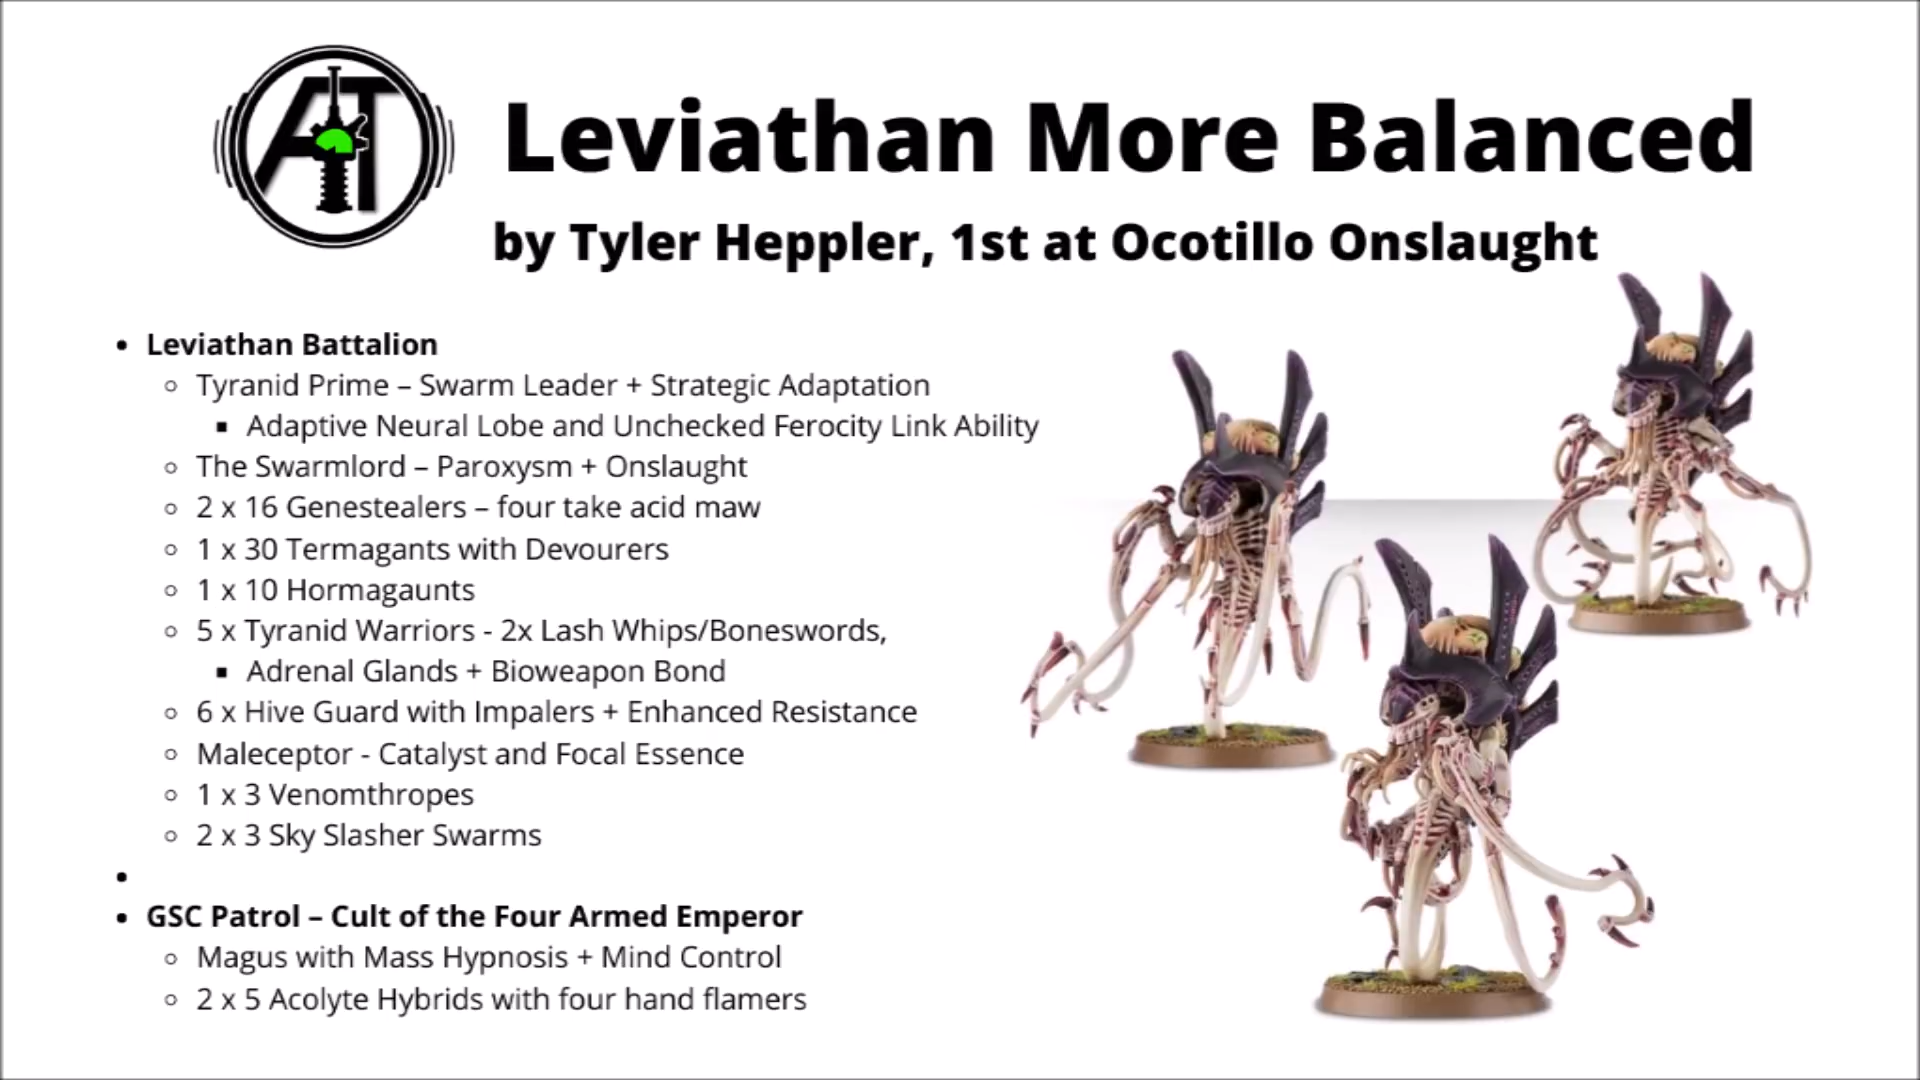 AT
Leviathan More Balanced
by Tyler Heppler, 1st at Ocotillo Onslaught
• Leviathan Battalion
◦ Tyranid Prime – Swarm Leader + Strategic Adaptation
▪ Adaptive Neural Lobe and Unchecked Ferocity Link Ability
◦ The Swarmlord – Paroxysm + Onslaught
◦ 2 x 16 Genestealers – four take acid maw
◦ 1 x 30 Termagants with Devourers
◦ 1 x 10 Hormagaunts
◦ 5 x Tyranid Warriors - 2x Lash Whips/Boneswords,
▪ Adrenal Glands + Bioweapon Bond
◦ 6 x Hive Guard with Impalers + Enhanced Resistance
◦ Maleceptor - Catalyst and Focal Essence
◦ 1 x 3 Venomthropes
◦ 2 x 3 Sky Slasher Swarms
•
• GSC Patrol – Cult of the Four Armed Emperor
◦ Magus with Mass Hypnosis + Mind Control
◦ 2 x 5 Acolyte Hybrids with four hand flamers